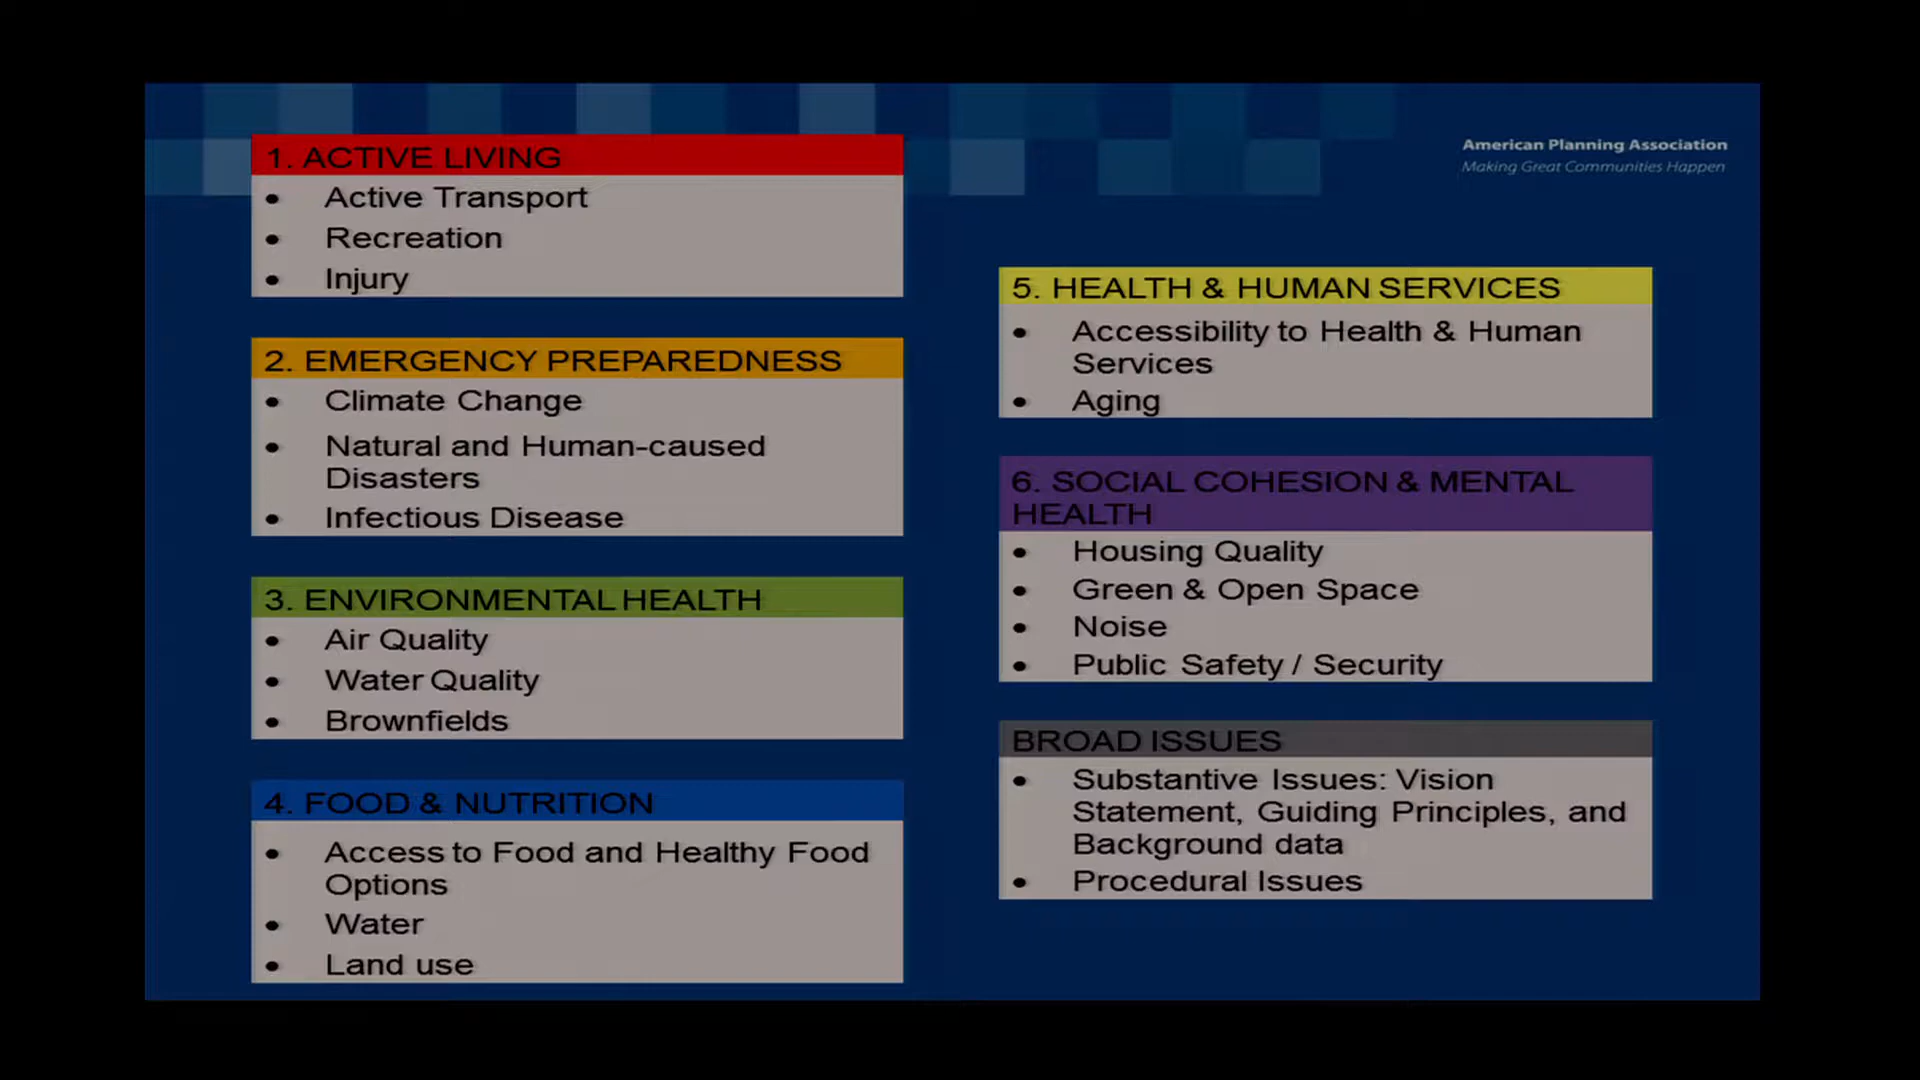 American Planning Association
Making Great Communities Happen
1. ACTIVE LIVING
• Active Transport
• Recreation
• Injury
2. EMERGENCY PREPAREDNESS
• Climate Change
• Natural and Human-caused
Disasters
• Infectious Disease
3. ENVIRONMENTAL HEALTH
• Air Quality
• Water Quality
• Brownfields
4. FOOD & NUTRITION
• Access to Food and Healthy Food
Options
• Water
• Land use
5. HEALTH & HUMAN SERVICES
• Accessibility to Health & Human
Services
• Aging
6. SOCIAL COHESION & MENTAL
HEALTH
• Housing Quality
• Green & Open Space
• Noise
• Public Safety / Security
BROAD ISSUES
• Substantive Issues: Vision
Statement, Guiding Principles, and
Background data
• Procedural Issues